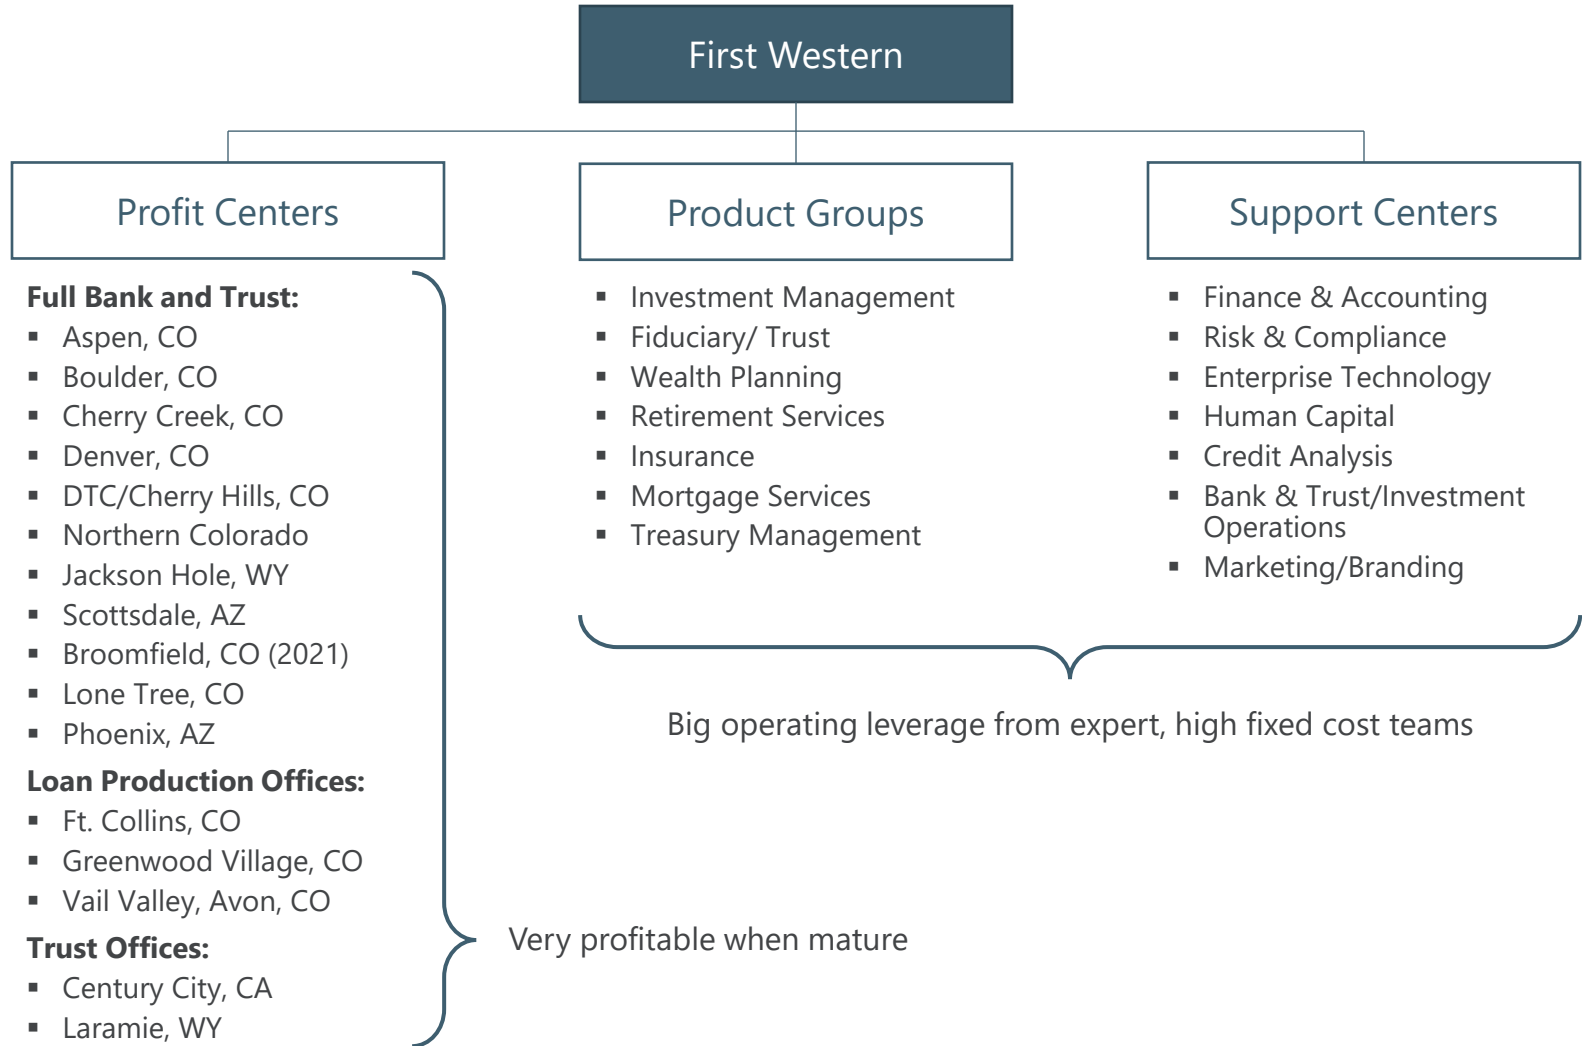 First Western
Profit Centers
Full Bank and Trust:
▪ Aspen, CO
▪ Boulder, CO
▪ Cherry Creek, CO
▪ Denver, CO
▪ DTC/Cherry Hills, CO
▪ Northern Colorado
▪ Jackson Hole, WY
▪ Scottsdale, AZ
▪ Broomfield, CO (2021)
▪ Lone Tree, CO
▪ Phoenix, AZ
Loan Production Offices:
▪ Ft. Collins, CO
▪ Greenwood Village, CO
▪ Vail Valley, Avon, CO
Trust Offices:
▪ Century City, CA
▪ Laramie, WY
Very profitable when mature
Product Groups
▪ Investment Management
▪ Fiduciary/ Trust
▪ Wealth Planning
▪ Retirement Services
▪ Insurance
▪ Mortgage Services
▪ Treasury Management
Support Centers
▪ Finance & Accounting
▪ Risk & Compliance
▪ Enterprise Technology
▪ Human Capital
▪ Credit Analysis
▪ Bank & Trust/Investment
Operations
▪ Marketing/Branding
Big operating leverage from expert, high fixed cost teams